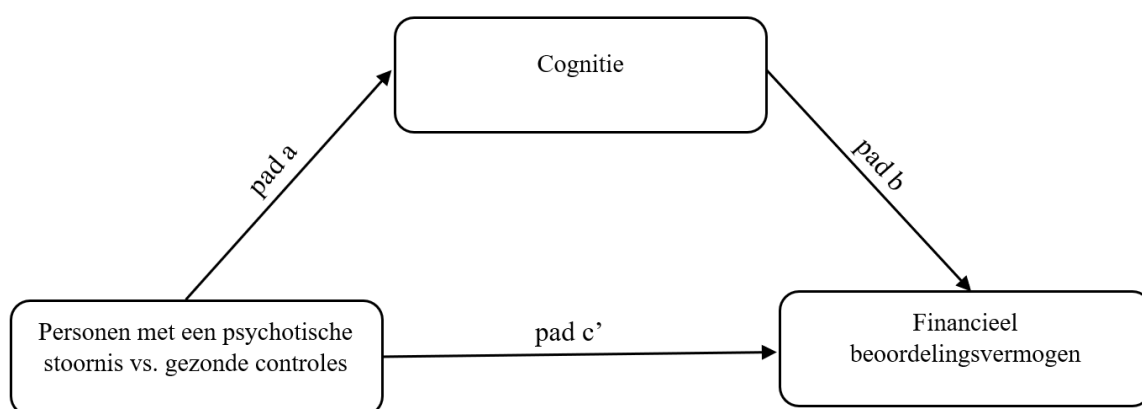 Cognitie
pad a
pad b
Personen met een psychotische
stoornis vs. gezonde controles
pad c’
Financieel
beoordelingsvermogen